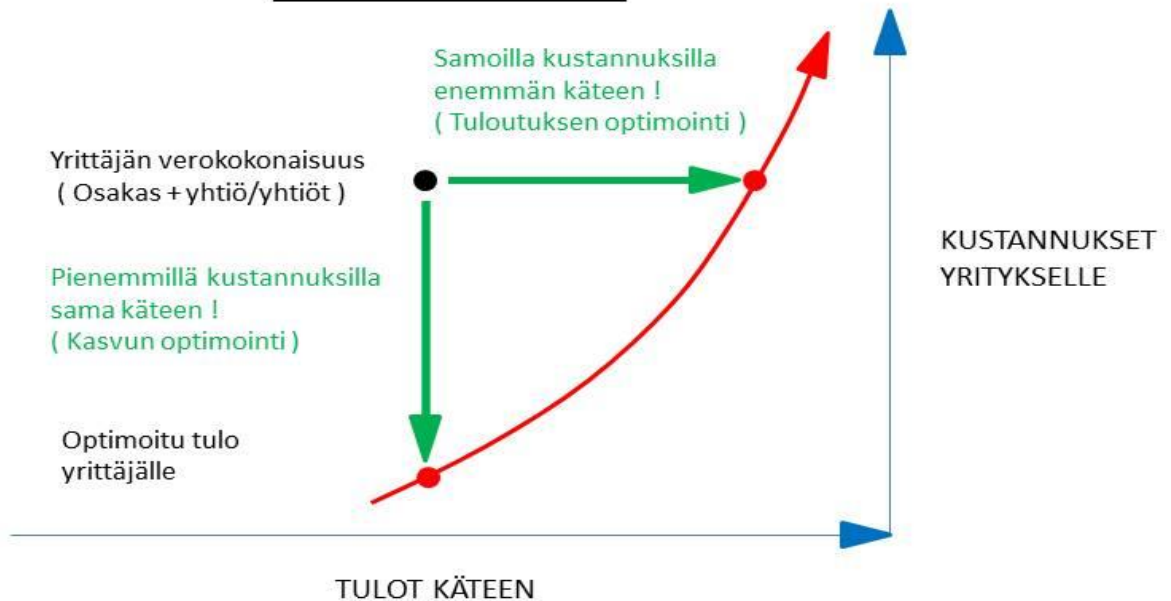 Samoilla kustannuksilla
enemmän käteen !
( Tuloutuksen optimointi )
Yrittäjän verokokonaisuus
( Osakas + yhtiö/yhtiöt )
KUSTANNUKSET
YRITYKSELLE
Pienemmillä kustannuksilla
sama käteen !
( Kasvun optimointi )
Optimoitu tulo
yrittäjälle
TULOT KÄTEEN